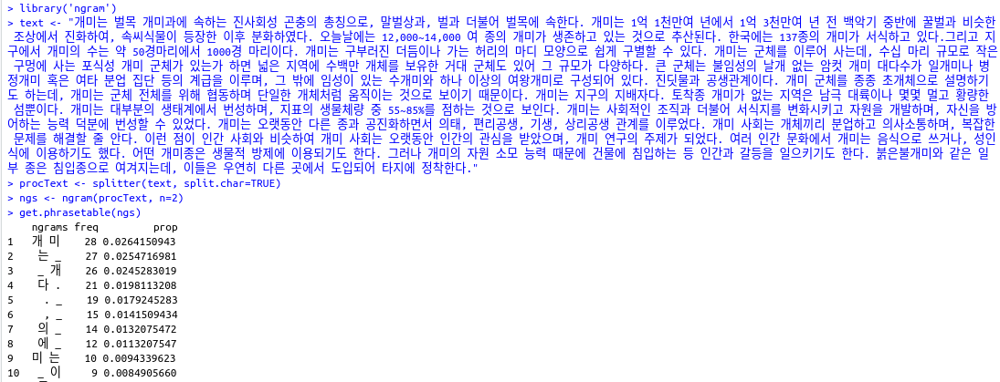 > library('ngram')
> text <- "개미는 벌목 개미과에 속하는 진사회성 곤충의 총칭으로, 말벌상과, 벌과 더불어 벌목에 속한다. 개미는 1억 1천만여 년에서 1억 3천만여 년 전 백악기 중반에 꿀벌과 비슷한
조상에서 진화하여, 속씨식물이 등장한 이후 분화하였다. 오늘날에는 12,000~14,000 여 종의 개미가 생존하고 있는 것으로 추산된다. 한국에는 137종의 개미가 서식하고 있다.그리고 지
구에서 개미의 수는 약 50경마리에서 1000경 마리이다. 개미는 구부러진 더듬이나 가는 허리의 마디 모양으로 쉽게 구별할 수 있다. 개미는 군체를 이루어 사는데, 수십 마리 규모로 작은
구멍에 사는 포식성 개미 군체가 있는가 하면 넓은 지역에 수백만 개체를 보유한 거대 군체도 있어 그 규모가 다양하다. 큰 군체는 불임성의 날개 없는 암컷 개미 대다수가 일개미나 병
정개미 혹은 여타 분업 집단 등의 계급을 이루며, 그 밖에 임성이 있는 수개미와 하나 이상의 여왕개미로 구성되어 있다. 진딧물과 공생관계이다. 개미 군체를 종종 초개체으로 설명하기
도 하는데, 개미는 군체 전체를 위해 협동하며 단일한 개체처럼 움직이는 것으로 보이기 때문이다. 개미는 지구의 지배자다. 토착종 개미가 없는 지역은 남극 대륙이나 몇몇 멀고 황량한
섬뿐이다. 개미는 대부분의 생태계에서 번성하며, 지표의 생물체량 중 55~85%를 점하는 것으로 보인다. 개미는 사회적인 조직과 더불어 서식지를 변화시키고 자원을 개발하며, 자신을 방
어하는 능력 덕분에 번성할 수 있었다. 개미는 오랫동안 다른 종과 공진화하면서 의태, 편리공생, 기생, 상리공생 관계를 이루었다. 개미 사회는 개체끼리 분업하고 의사소통하며, 복잡한
문제를 해결할 줄 안다. 이런 점이 인간 사회와 비슷하여 개미 사회는 오랫동안 인간의 관심을 받았으며, 개미 연구의 주제가 되었다. 여러 인간 문화에서 개미는 음식으로 쓰거나, 성인
식에 이용하기도 했다. 어떤 개미종은 생물적 방제에 이용되기도 한다. 그러나 개미의 자원 소모 능력 때문에 건물에 침입하는 등 인간과 갈등을 일으키기도 한다. 붉은불개미와 같은 일
부 종은 침입종으로 여겨지는데, 이들은 우연히 다른 곳에서 도입되어 타지에 정착한다."
> procText <- splitter(text, split.char=TRUE)
> ngs <- ngram(procText, n=2)
> get.phrasetable(ngs)
ngrams freq prop
1 개 미 28 0.0264150943
2 는 _ 27 0.0254716981
3 _ 개 26 0.0245283019
4 다 . 21 0.0198113208
5 . _ 19 0.0179245283
6 , _ 15 0.0141509434
7 의 _ 14 0.0132075472
8 에 _ 12 0.0113207547
9 미 는 10 0.0094339623
10 _ 이 9 0.0084905660